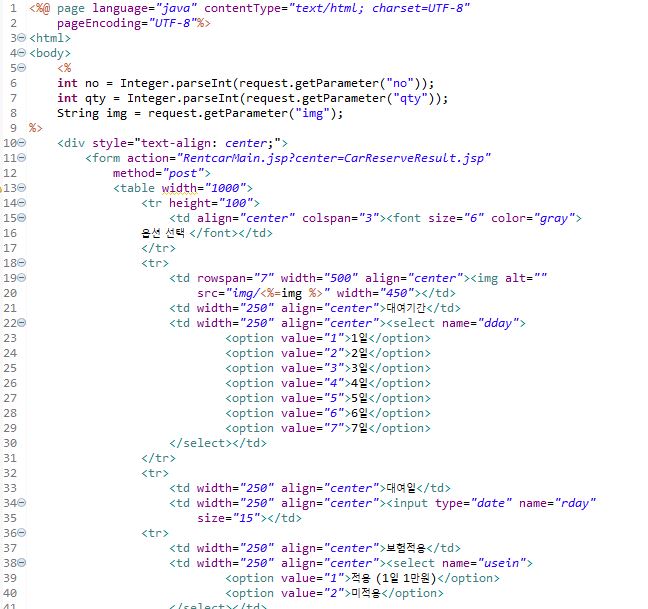 1 <%@ page language="java" contentType="text/html; charset=UTF-8"
2 pageEncoding="UTF-8"%>
3 <html>
4 <body>
5 <%
6 int no = Integer.parseInt(request.getParameter("no"));
7 int qty = Integer.parseInt(request.getParameter("qty"));
8 String img = request.getParameter("img");
9 %>
10 <div style="text-align: center;">
11 <form action="RentcarMain.jsp?center=CarReserveResult.jsp"
12 method="post">
13 <table width="1000">
14 <tr height="100">
15 <td align="center" colspan="3"><font size="6" color="gray">
16 옵션 선택 </font></td>
17 </tr>
18 <tr>
19 <td rowspan="7" width="500" align="center"><img alt=""
20 src="img/<%=img %>" width="450"></td>
21 <td width="250" align="center">대여기간</td>
22 <td width="250" align="center"><select name="dday">
23 <option value="1">1일</option>
24 <option value="2">2일</option>
25 <option value="3">3일</option>
26 <option value="4">4일</option>
27 <option value="5">5일</option>
28 <option value="6">6일</option>
29 <option value="7">7일</option>
30 </select></td>
31 </tr>
32 <tr>
33 <td width="250" align="center">대여일</td>
34 <td width="250" align="center"><input type="date" name="rday"
35 size="15"></td>
36 <tr>
37 <td width="250" align="center">보험적용</td>
38 <td width="250" align="center"><select name="usein">
39 <option value="1">적용 (1일 1만원)</option>
40 <option value="2">미적용</option>
41 </select></td>